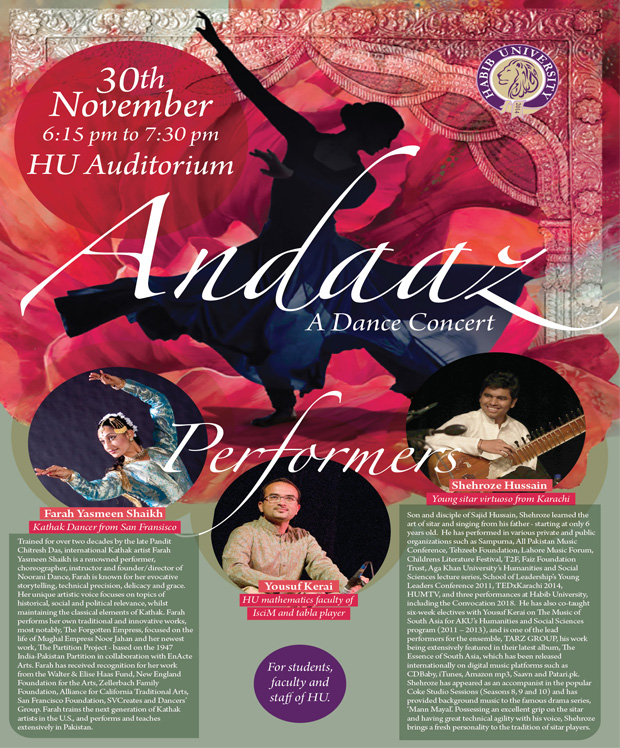 30th
November
6:15 pm to 7:30 pm
HU Auditorium
HABIB UNIVERSITY
Andaaz
A Dance Concert
Performers
Farah Yasmeen Shaikh
Kathak Dancer from San Fransisco
Trained for over two decades by the late Pandit
Chitresh Das, international Kathak artist Farah
Yasmeen Shaikh is a renowned performer,
choreographer, instructor and founder/director of
Noorani Dance, Farah is known for her evocative
storytelling, technical precision, delicacy and grace.
Her unique artistic voice focuses on topics of
historical, social and political relevance, whilst
maintaining the classical elements of Kathak. Farah
performs her own traditional and innovative works,
most notably, The Forgotten Empress, focused on the
life of Mughal Empress Noor Jahan and her newest
work, The Partition Project - based on the 1947
India-Pakistan Partition in collaboration with EnActe
Arts. Farah has received recognition for her work
from the Walter & Elise Haas Fund, New England
Foundation for the Arts, Zellerbach Family
Foundation, Alliance for California Traditional Arts,
San Francisco Foundation, SVCreates and Dancers'
Group. Farah trains the next generation of Kathak
artists in the U.S., and performs and teaches
extensively in Pakistan.
Yousuf Kerai
HU mathematics faculty of
IsciM and tabla player
For students,
faculty and
staff of HU.
Shehroze Hussain
Young sitar virtuoso from Karachi
Son and disciple of Sajid Hussain, Shehroze learned the
art of sitar and singing from his father - starting at only 6
years old. He has performed in various private and public
organizations such as Sampurna, All Pakistan Music
Conference, Tehzeeb Foundation, Lahore Music Forum,
Childrens Literature Festival, T2F, Faiz Foundation
Trust, Aga Khan University's Humanities and Social
Sciences lecture series, School of Leadership's Young
Leaders Conference 2011, TEDxKarachi 2014,
HUMTV, and three performances at Habib University,
including the Convocation 2018. He has also co-taught
six-week electives with Yousuf Kerai on The Music of
South Asia for AKU's Humanities and Social Sciences
program (2011 – 2013), and is one of the lead
performers for the ensemble, TARZ GROUP, his work
being extensively featured in their latest album, The
Essence of South Asia, which has been released
internationally on digital music platforms such as
CDBaby, iTunes, Amazon mp3, Saavn and Patari.pk.
Shehroze has appeared as an accompanist in the popular
Coke Studio Sessions (Seasons 8, 9 and 10) and has
provided background music to the famous drama series,
'Mann Mayal'. Possessing an excellent grip on the sitar
and having great technical agility with his voice, Shehroze
brings a fresh personality to the tradition of sitar players.